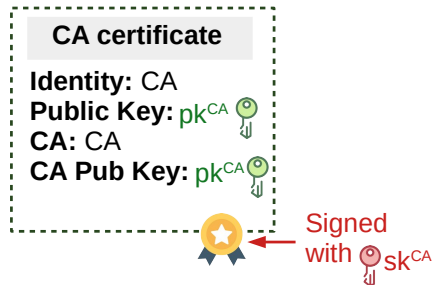 CA certificate
Identity: CA
Public Key: pkCA
CA: CA
CA Pub Key: pkCA
Signed
with skCA